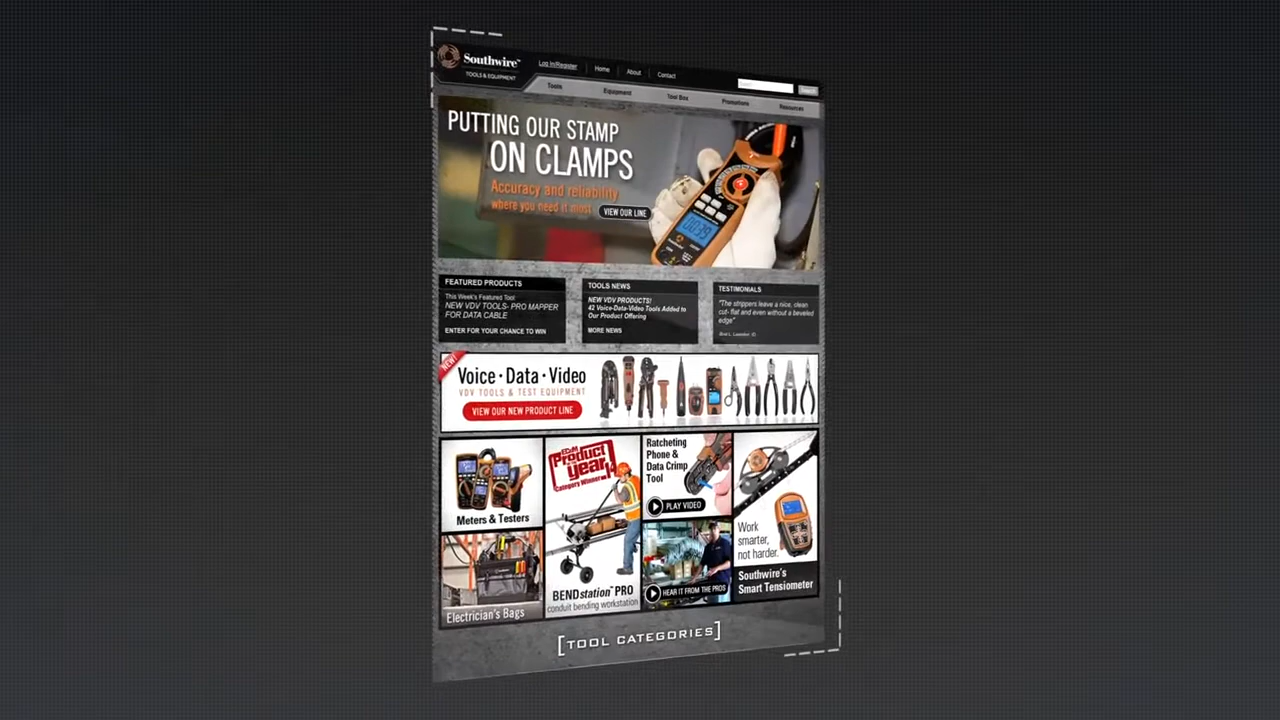 Southwire™
TOOLS & EQUIPMENT
Log In/Register
Home
About
Contact
Search
Tools
Equipment
Tool Box
Promotions
Resources
PUTTING OUR STAMP
ON CLAMPS
Accuracy and reliability
where you need it most
VIEW OUR LINE
FEATURED PRODUCTS
This Week's Featured Tool
NEW VDV TOOLS- PRO MAPPER
FOR DATA CABLE
ENTER FOR YOUR CHANCE TO WIN
TOOLS NEWS
NEW VDV PRODUCTS!
42 Voice-Data-Video Tools Added to
Our Product Offering
MORE NEWS
TESTIMONIALS
"The strippers leave a nice, clean
cut- flat and even without a beveled
edge"
NEW!
Voice · Data · Video
VDV TOOLS & TEST EQUIPMENT
VIEW OUR NEW PRODUCT LINE
Meters & Testers
Electrician's Bags
EC&M
Product
year
Category Winner
BENDstation™ PRO
conduit bending workstation
Ratcheting
Phone &
Data Crimp
Tool
PLAY VIDEO
HEAR IT FROM THE PROS
Work
smarter,
not harder.
Southwire's
Smart Tensiometer
[TOOL CATEGORIES]